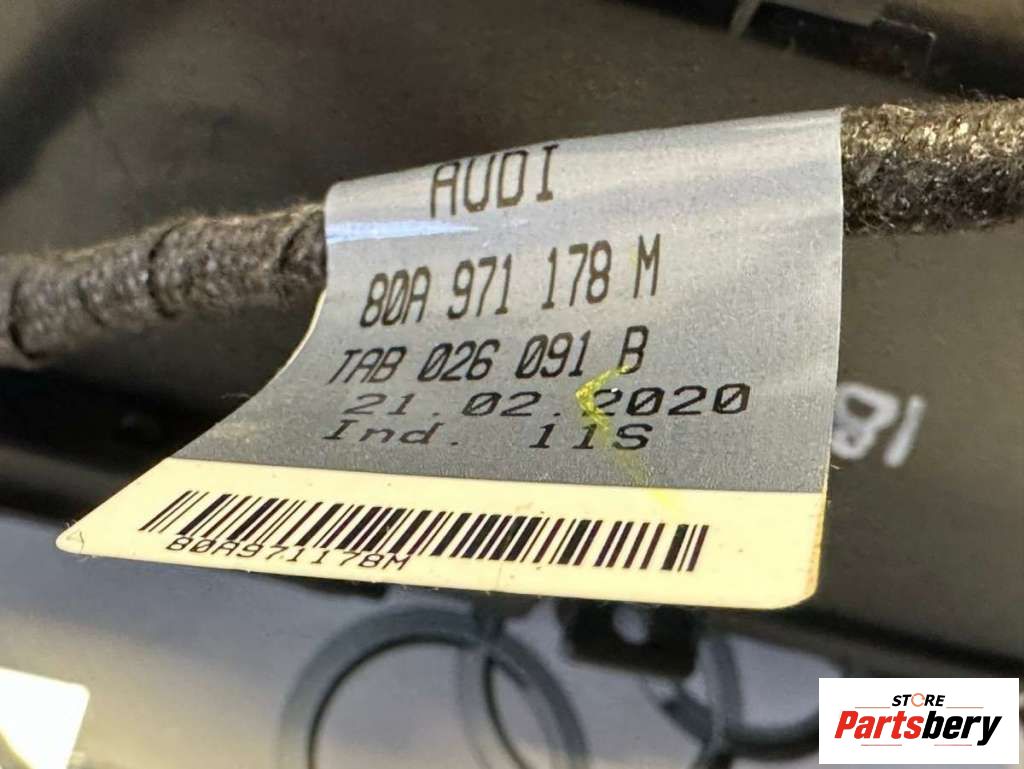 AUDI
80A 971 178 M
TAB 026 091 B
21.02.2020
Ind. 11S
80A971178M
STORE
Partsbery